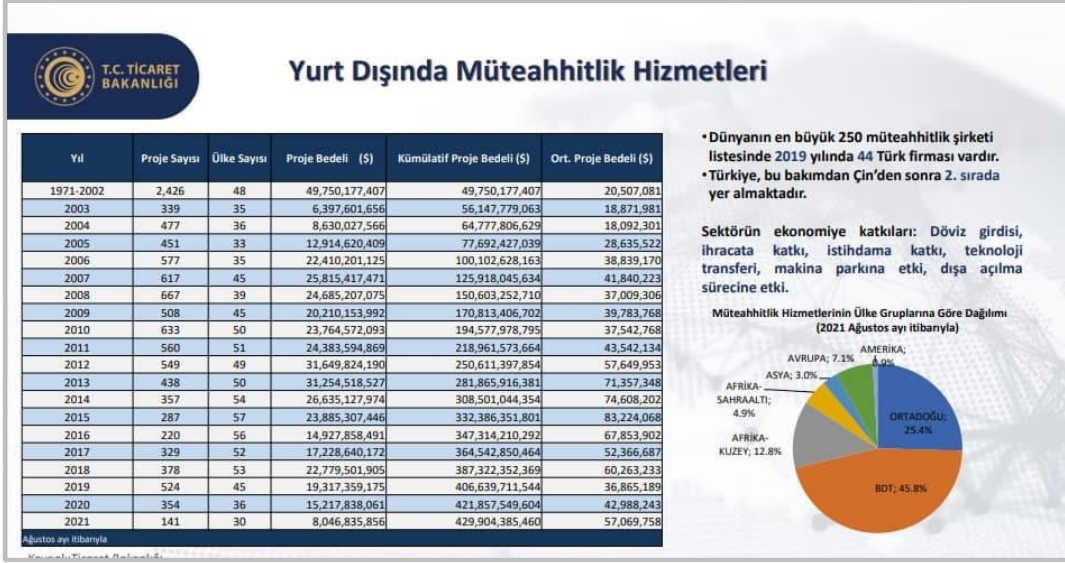 T.C. TİCARET
BAKANLIĞI
Yurt Dışında Müteahhitlik Hizmetleri
Yıl Proje Sayısı Ülke Sayısı Proje Bedeli ($) Kümülatif Proje Bedeli ($) Ort. Proje Bedeli ($)
1971-2002 2,426 48 49,750,177,407 49,750,177,407 20,507,081
2003 339 35 6,397,601,656 56,147,779,063 18,871,981
2004 477 36 8,630,027,566 64,777,806,629 18,092,301
2005 451 33 12,914,620,409 77,692,427,039 28,635,522
2006 577 35 22,410,201,125 100,102,628,163 38,839,170
2007 617 45 25,815,417,471 125,918,045,634 41,840,223
2008 667 39 24,685,207,075 150,603,252,710 37,009,306
2009 508 45 20,210,153,992 170,813,406,702 39,783,768
2010 633 50 23,764,572,093 194,577,978,795 37,542,768
2011 560 51 24,383,594,869 218,961,573,664 43,542,134
2012 549 49 31,649,824,190 250,611,397,854 57,649,953
2013 438 50 31,254,518,527 281,865,916,381 71,357,348
2014 357 54 26,635,127,974 308,501,044,354 74,608,202
2015 287 57 23,885,307,446 332,386,351,801 83,224,068
2016 220 56 14,927,858,491 347,314,210,292 67,853,902
2017 329 52 17,228,640,172 364,542,850,464 52,366,687
2018 378 53 22,779,501,905 387,322,352,369 60,263,233
2019 524 45 19,317,359,175 406,639,711,544 36,865,189
2020 354 36 15,217,838,061 421,857,549,604 42,988,243
2021 141 30 8,046,835,856 429,904,385,460 57,069,758
Ağustos ayı itibarıyla
•Dünyanın en büyük 250 müteahhitlik şirketi
listesinde 2019 yılında 44 Türk firması vardır.
•Türkiye, bu bakımdan Çin'den sonra 2. sırada
yer almaktadır.
Sektörün ekonomiye katkıları: Döviz girdisi,
ihracata katkı, istihdama katkı, teknoloji
transferi, makina parkına etki, dışa açılma
sürecine etki.
Müteahhitlik Hizmetlerinin Ülke Gruplarına Göre Dağılımı
(2021 Ağustos ayı itibarıyla)
AMERİKA;
0.9%
AVRUPA; 7.1%
ASYA; 3.0%
AFRİKA-
SAHRAALTI;
4.9%
AFRİKA-
KUZEY; 12.8%
ORTADOĞU;
25.4%
BDT; 45.8%